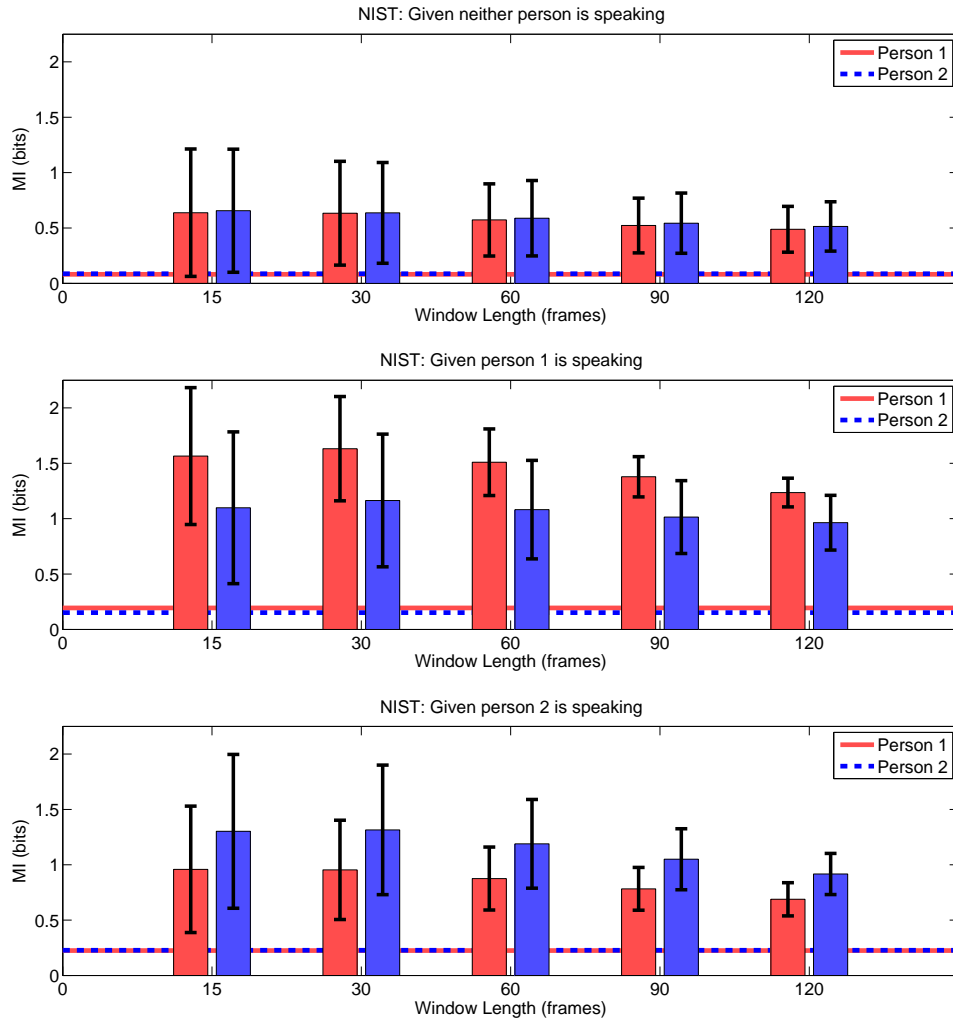 NIST: Given neither person is speaking
2
1.5
1
0.5
0
MI (bits)
Person 1
Person 2
0 15 30 60 90 120
Window Length (frames)
NIST: Given person 1 is speaking
2
1.5
1
0.5
0
MI (bits)
Person 1
Person 2
0 15 30 60 90 120
Window Length (frames)
NIST: Given person 2 is speaking
2
1.5
1
0.5
0
MI (bits)
Person 1
Person 2
0 15 30 60 90 120
Window Length (frames)